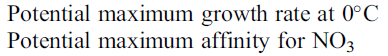 Potential maximum growth rate at 0°C
Potential maximum affinity for NO₃